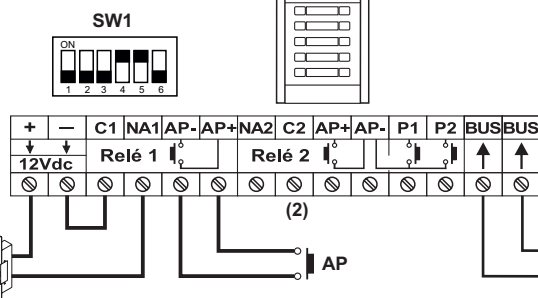 SW1
ON
1 2 3 4 5 6
+ — C1 NA1 AP- AP+ NA2 C2 AP+ AP- P1 P2 BUS BUS
12Vdc Relé 1 Relé 2
(2)
AP